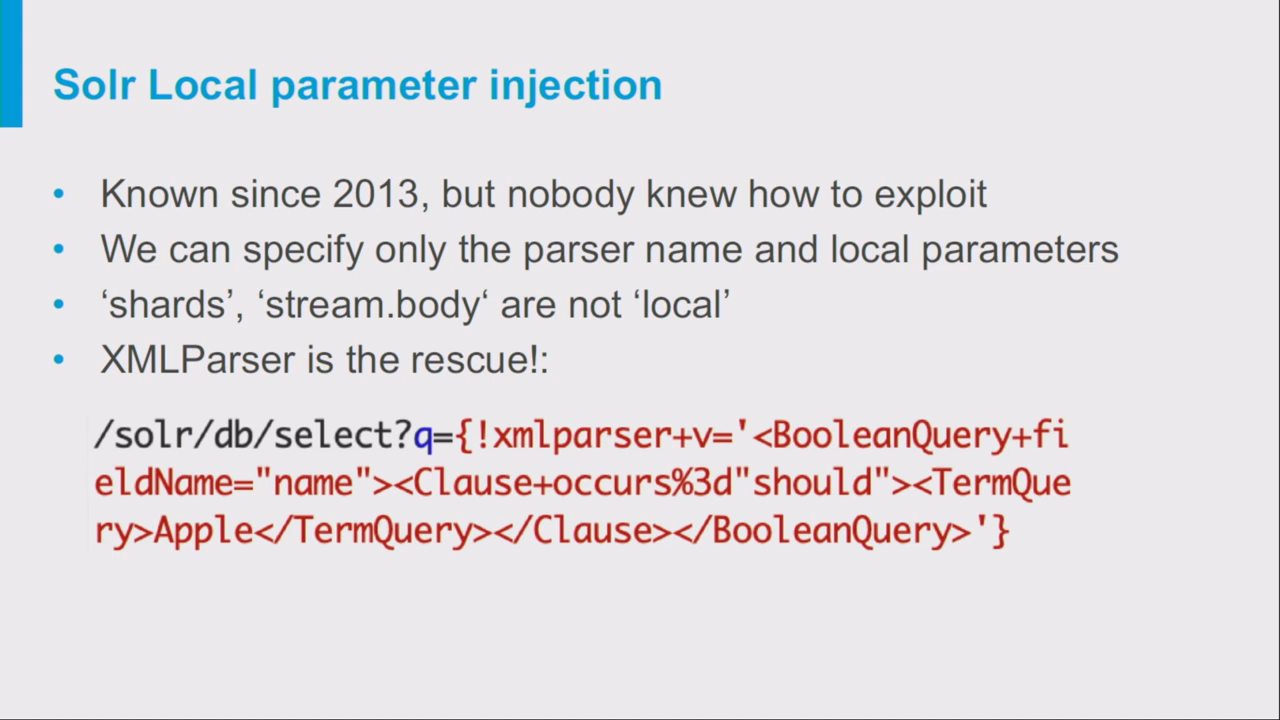 Solr Local parameter injection
• Known since 2013, but nobody knew how to exploit
• We can specify only the parser name and local parameters
• ‘shards’, ‘stream.body‘ are not ‘local’
• XMLParser is the rescue!:
/solr/db/select?q={!xmlparser+v='<BooleanQuery+fi
eldName="name"><Clause+occurs%3d"should"><TermQue
ry>Apple</TermQuery></Clause></BooleanQuery>'}